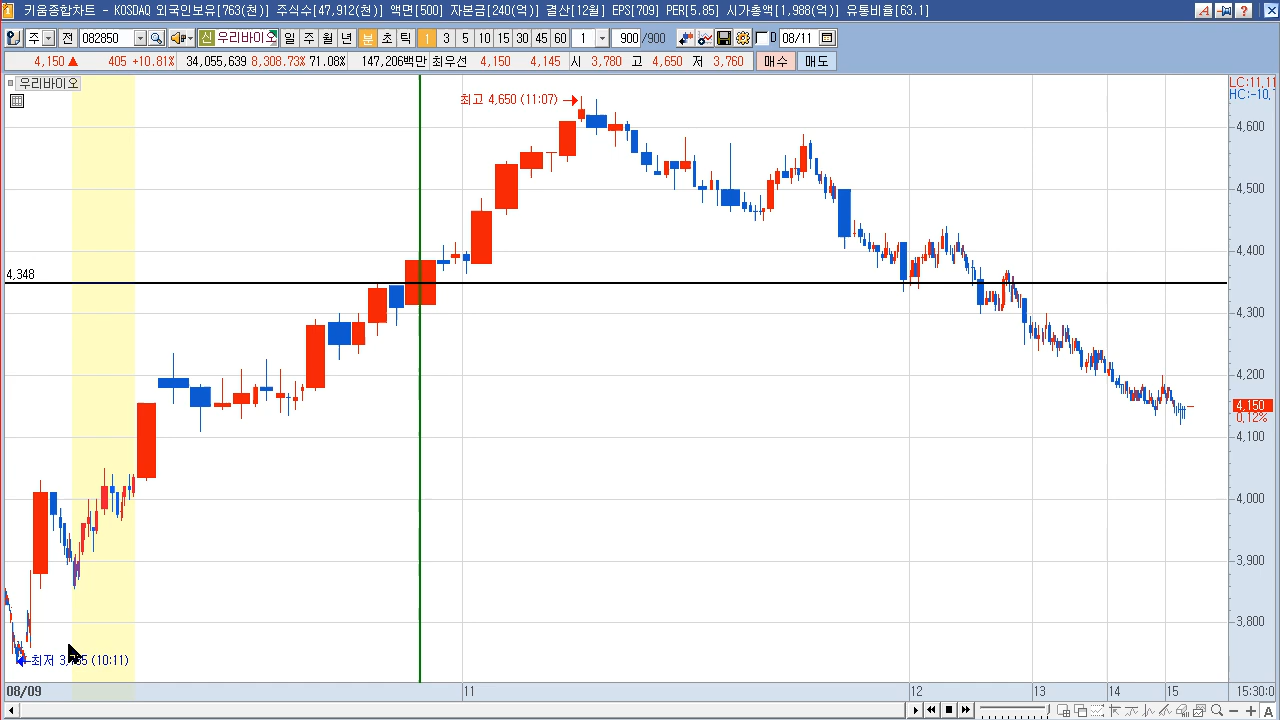 키움종합차트 - KOSDAQ 외국인보유[763(천)] 주식수[47,912(천)] 액면[500] 자본금[240(억)] 결산[12월] EPS[709] PER[5.85] 시가총액[1,988(억)] 유통비율[63.1]
주 전 082850 신 우리바이오 일 주 월 년 분 초 틱 1 3 5 10 15 30 45 60 1 900 /900 D 08/11
4,150 ▲ 405 +10.81% 34,055,639 8,308.73% 71.08% 147,206백만 최우선 4,150 4,145 시 3,780 고 4,650 저 3,760 매수 매도
우리바이오
LC:11,11
HC:-10,
최고 4,650 (11:07)
4,600
4,500
4,400
4,348
4,300
4,200
4,150
0,12%
4,100
4,000
3,900
3,800
(10:11)
최저
08/09 11 12 13 14 15 15:30:0
A